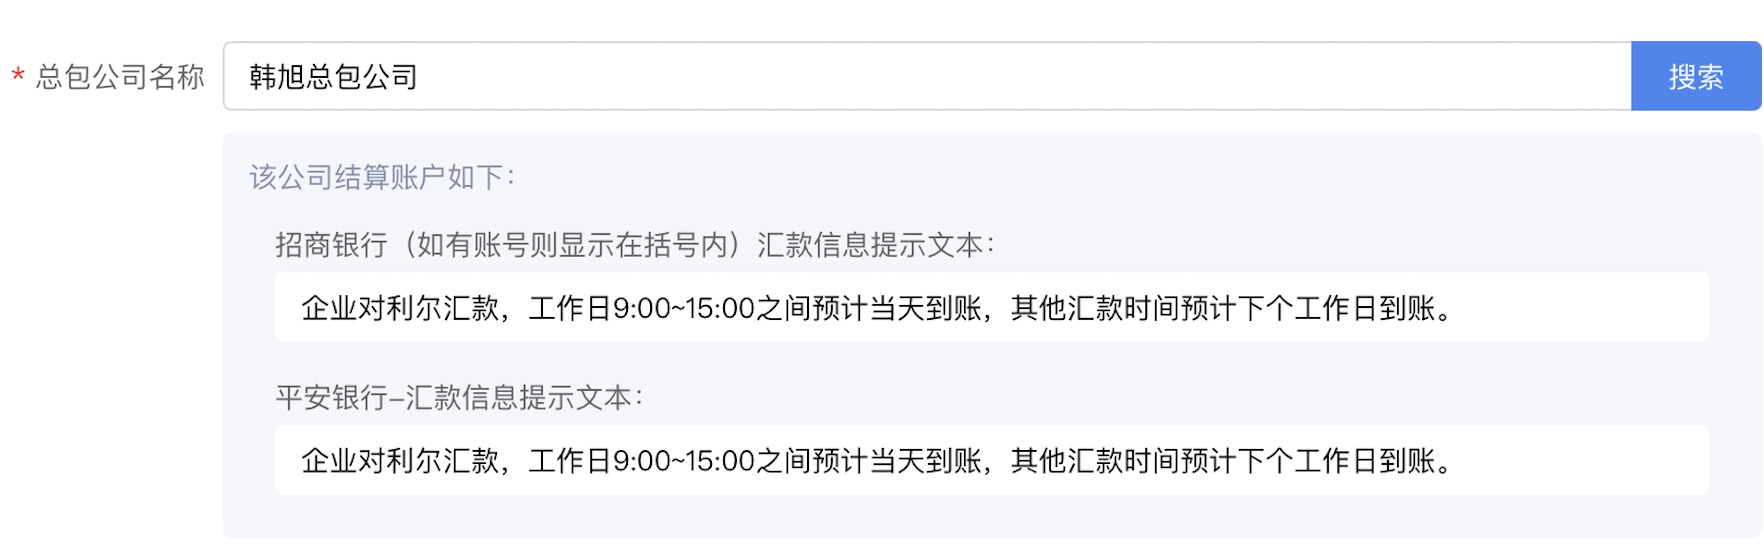 * 总包公司名称 韩旭总包公司 搜索
该公司结算账户如下：
招商银行（如有账号则显示在括号内）汇款信息提示文本：
企业对利尔汇款，工作日9:00~15:00之间预计当天到账，其他汇款时间预计下个工作日到账。
平安银行–汇款信息提示文本：
企业对利尔汇款，工作日9:00~15:00之间预计当天到账，其他汇款时间预计下个工作日到账。